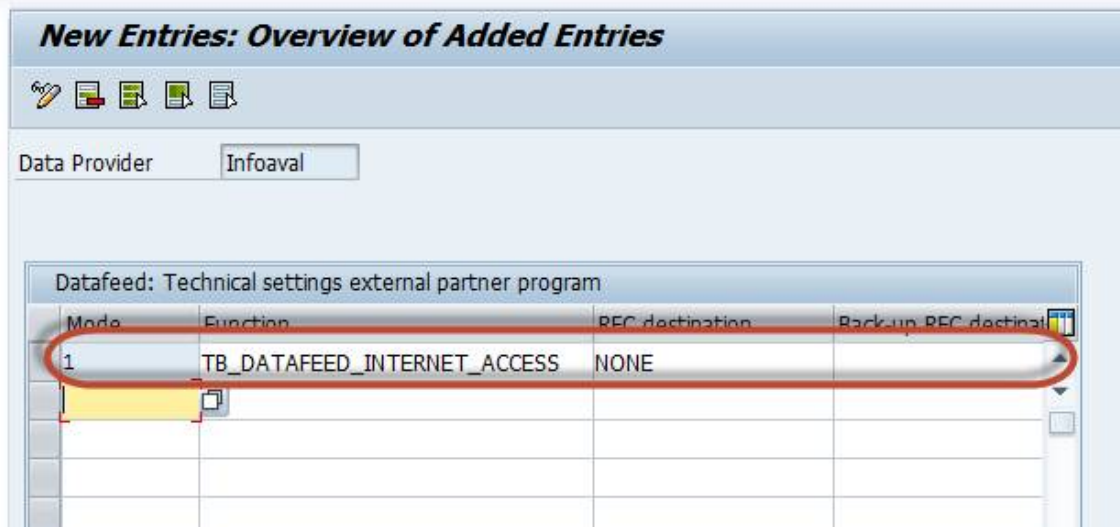 New Entries: Overview of Added Entries
Data Provider Infoaval
Datafeed: Technical settings external partner program
Mode Function RFC destination Back-up RFC destinat
1 TB_DATAFEED_INTERNET_ACCESS NONE